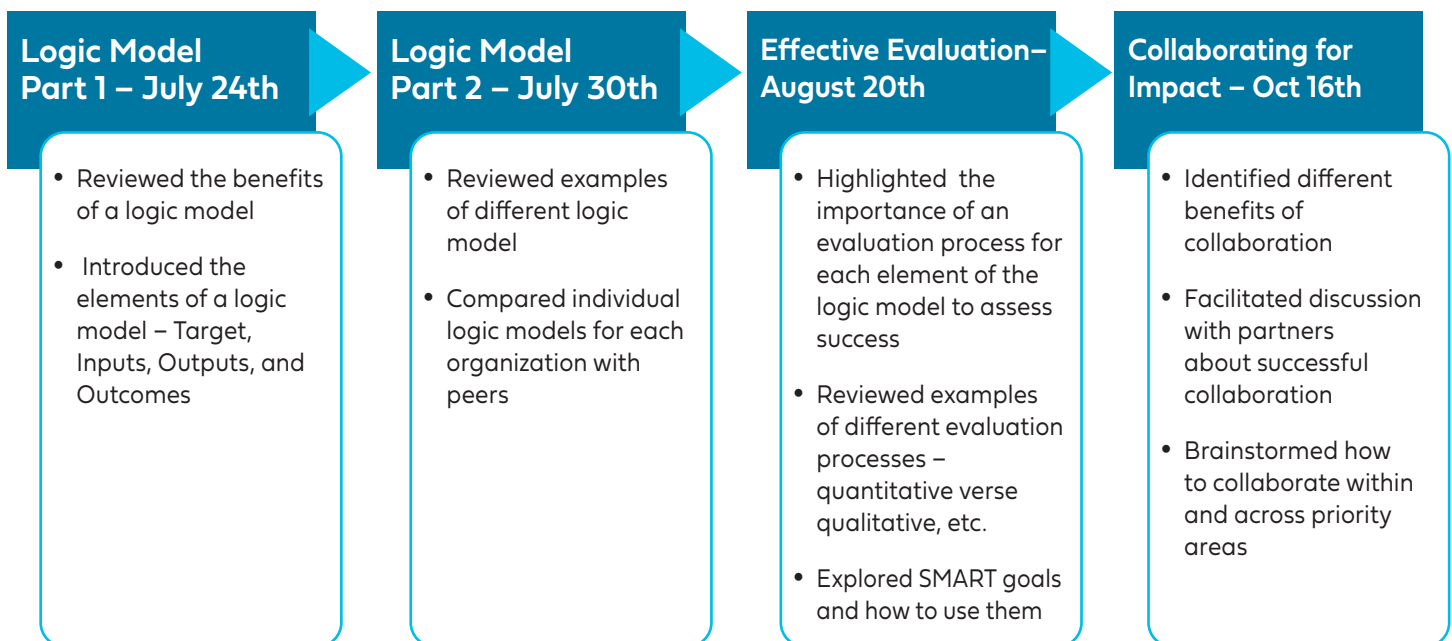 Logic Model
Part 1 – July 24th
• Reviewed the benefits
of a logic model
• Introduced the
elements of a logic
model – Target,
Inputs, Outputs, and
Outcomes
Logic Model
Part 2 – July 30th
• Reviewed examples
of different logic
model
• Compared individual
logic models for each
organization with
peers
Effective Evaluation–
August 20th
• Highlighted the
importance of an
evaluation process for
each element of the
logic model to assess
success
• Reviewed examples
of different evaluation
processes –
quantitative verse
qualitative, etc.
• Explored SMART goals
and how to use them
Collaborating for
Impact – Oct 16th
• Identified different
benefits of
collaboration
• Facilitated discussion
with partners
about successful
collaboration
• Brainstormed how
to collaborate within
and across priority
areas